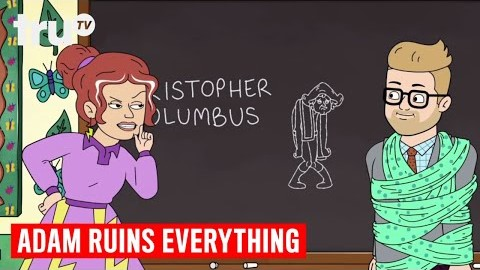 truTV
RISTOPHER
OLUMBUS
ADAM RUINS EVERYTHING